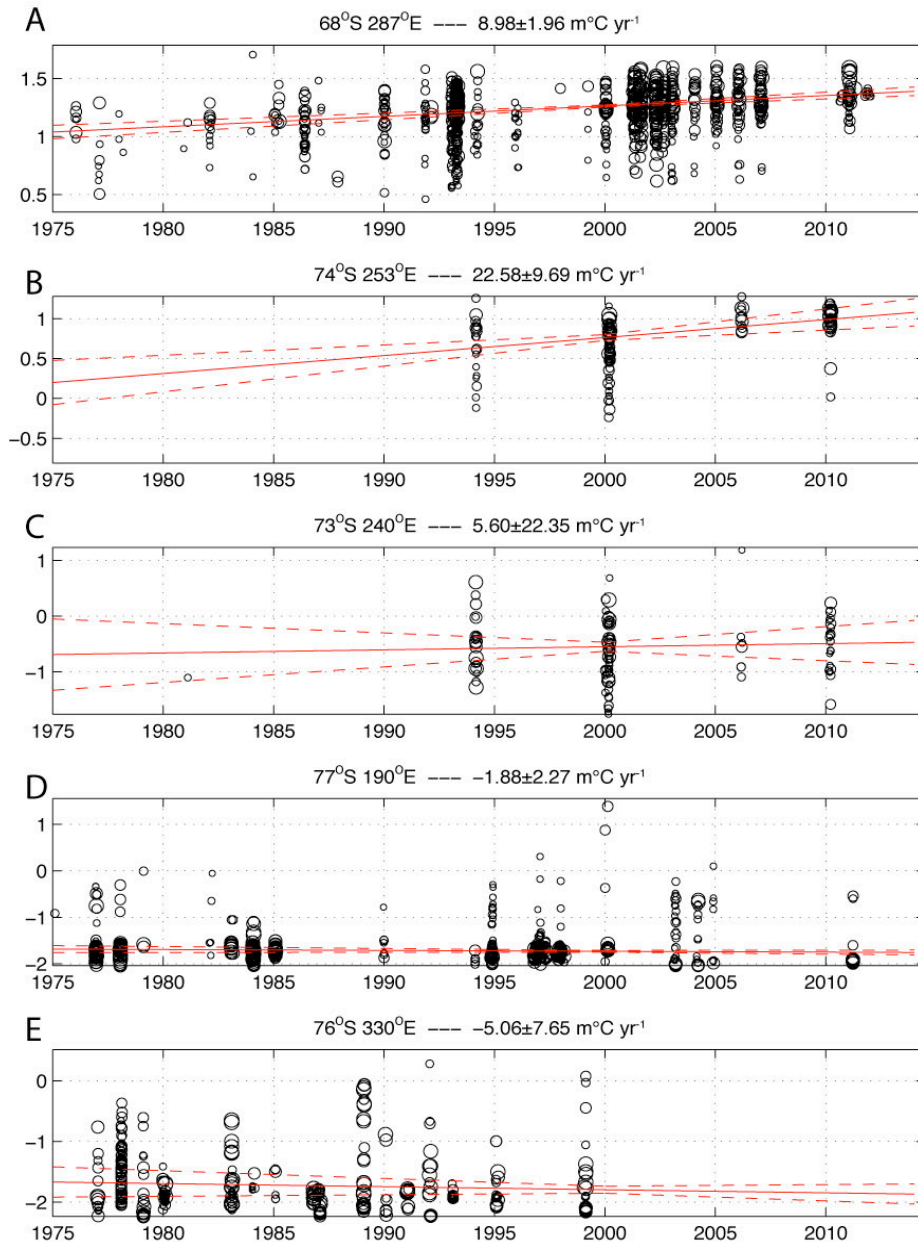 A
68°S 287°E −−− 8.98±1.96 m°C yr⁻¹
1.5
1
0.5
1975 1980 1985 1990 1995 2000 2005 2010
B
74°S 253°E −−− 22.58±9.69 m°C yr⁻¹
1
0.5
0
−0.5
1975 1980 1985 1990 1995 2000 2005 2010
C
73°S 240°E −−− 5.60±22.35 m°C yr⁻¹
1
0
−1
1975 1980 1985 1990 1995 2000 2005 2010
D
77°S 190°E −−− −1.88±2.27 m°C yr⁻¹
1
0
−1
−2
1975 1980 1985 1990 1995 2000 2005 2010
E
76°S 330°E −−− −5.06±7.65 m°C yr⁻¹
0
−1
−2
1975 1980 1985 1990 1995 2000 2005 2010